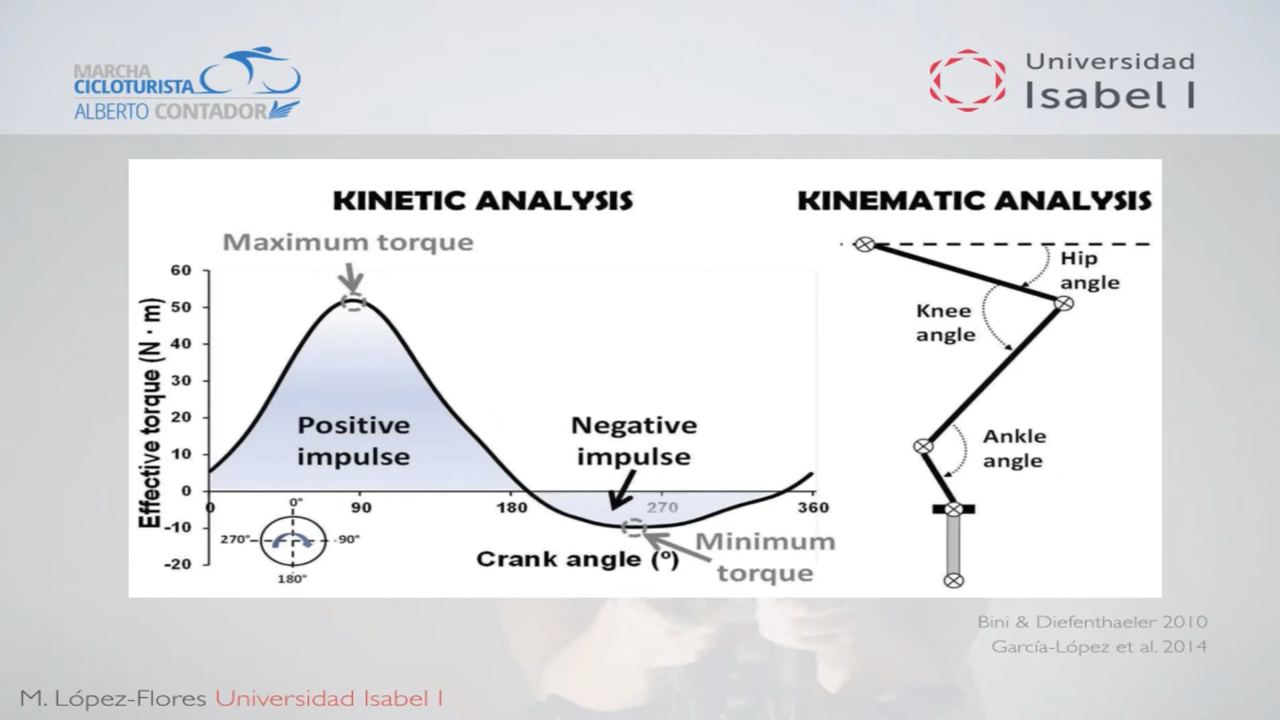 MARCHA
CICLOTURISTA
ALBERTO CONTADOR
Universidad
Isabel I
KINETIC ANALYSIS
KINEMATIC ANALYSIS
Maximum torque
60
50
40
30
20
10
0
-10
-20
Effective torque (N · m)
Positive
impulse
Negative
impulse
0
90
180
270
360
0°
270°
90°
180°
Crank angle (º)
Minimum
torque
Hip
angle
Knee
angle
Ankle
angle
Bini & Diefenthaeler 2010
García-López et al. 2014
M. López-Flores Universidad Isabel I